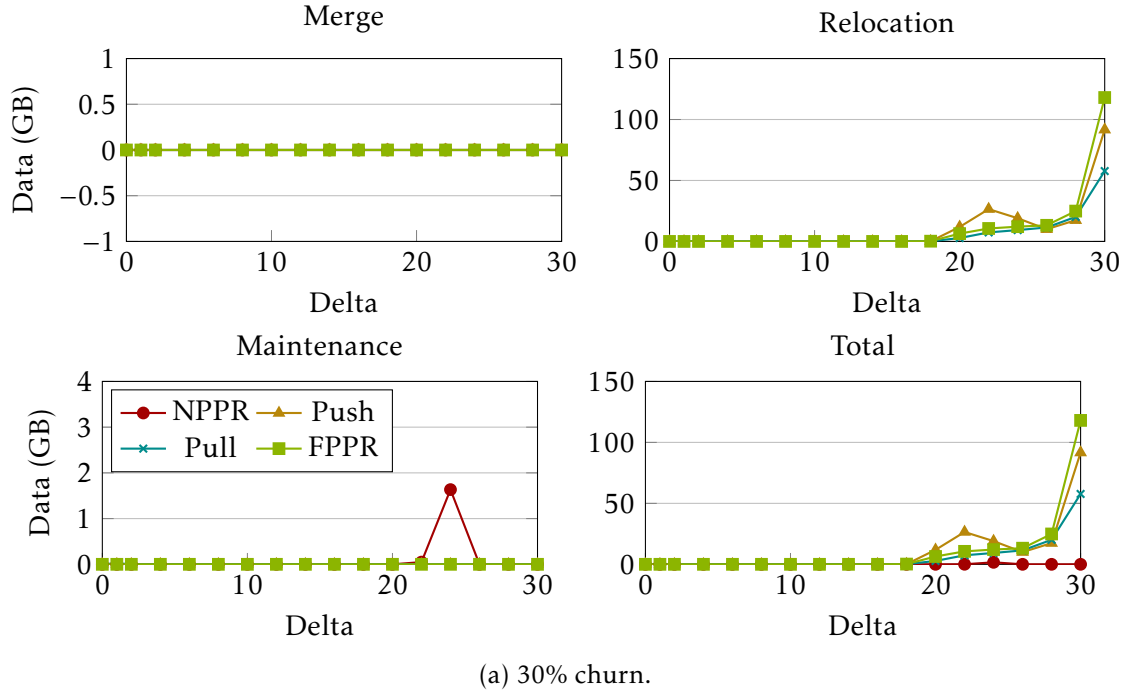 Merge
1
0.5
0
−0.5
−1
Data (GB)
0 10 20 30
Delta
Relocation
150
100
50
0
0 10 20 30
Delta
Maintenance
4
3
2
1
0
Data (GB)
NPPR Push
Pull FPPR
0 10 20 30
Delta
Total
150
100
50
0
0 10 20 30
Delta
(a) 30% churn.